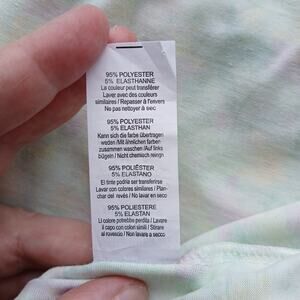 95% POLYESTER
5% ELASTHANNE
La couleur peut transférer
Laver avec des couleurs
similaires / Repasser à l'envers
Ne pas nettoyer à sec
95% POLYESTER
5% ELASTHAN
Kann sich die farbe übertragen
weden /Mit ähnlichen farben
zusammen waschen /Auf links
bügeln / Nicht chemisch reinign
95% POLIÉSTER
5% ELASTANO
El tinte podría ser transferirse
Lavar con colores similares / Plan-
char del revés / No lavar en seco
95% POLIESTERE
5% ELASTAN
Il colore potrebbe perdita / Lavare
il capo con colori simili / Stirare
al rovescio / Non lavare a secco